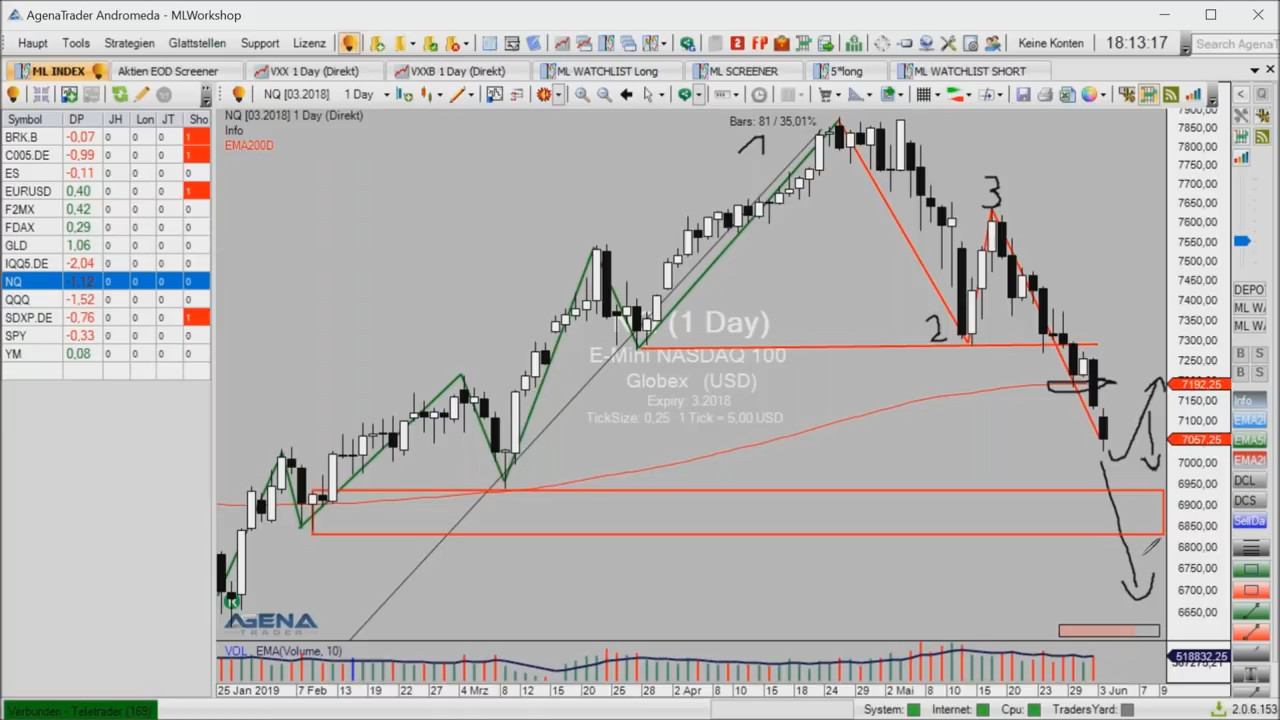 AgenaTrader Andromeda - MLWorkshop
Haupt Tools Strategien Glattstellen Support Lizenz 2 FP Keine Konten 18:13:17 Search AgenaT
ML INDEX Aktien EOD Screener VXX 1 Day (Direkt) VXXB 1 Day (Direkt) ML WATCHLIST Long ML SCREENER 5*long ML WATCHLIST SHORT
NQ [03.2018] 1 Day
Symbol DP JH Lon JT Sho
BRK.B -0,07 0 0 0 1
C005.DE -0,99 0 0 0 1
ES -0,11 0 0 0 0
EURUSD 0,40 0 0 0 1
F2MX 0,42 0 0 0 0
FDAX 0,29 0 0 0 0
GLD 1,06 0 0 0 0
IQQ5.DE -2,04 0 0 0 0
NQ -1,12 0 0 0 0
QQQ -1,52 0 0 0 0
SDXP.DE -0,76 0 0 0 1
SPY -0,33 0 0 0 0
YM 0,08 0 0 0 0
NQ [03.2018] 1 Day (Direkt)
Info
EMA200D
Bars: 81 / 35,01%
1
2
3
(1 Day)
E-Mini NASDAQ 100
Globex (USD)
Expiry: 3.2018
TickSize: 0,25 1 Tick = 5,00 USD
AGENA
TRADER
7900,00
7850,00
7800,00
7750,00
7700,00
7650,00
7600,00
7550,00
7500,00
7450,00
7400,00
7350,00
7300,00
7250,00
7192,25
7150,00
7100,00
7057,25
7000,00
6950,00
6900,00
6850,00
6800,00
6750,00
6700,00
6650,00
DEPO
ML W
ML W
B S
B S
Info
EMA2
EMA5
EMA2
DCL
DCS
SellDa
VOL EMA(Volume, 10)
518832,25
25 Jan 2019 7 Feb 13 19 22 27 4 Mrz 8 12 15 20 25 28 2 Apr 8 10 15 18 24 29 2 Mai 8 10 15 20 23 29 3 Jun 7 9
Verbunden - Teletrader (169) System: Internet: Cpu: TradersYard: 2.0.6.153